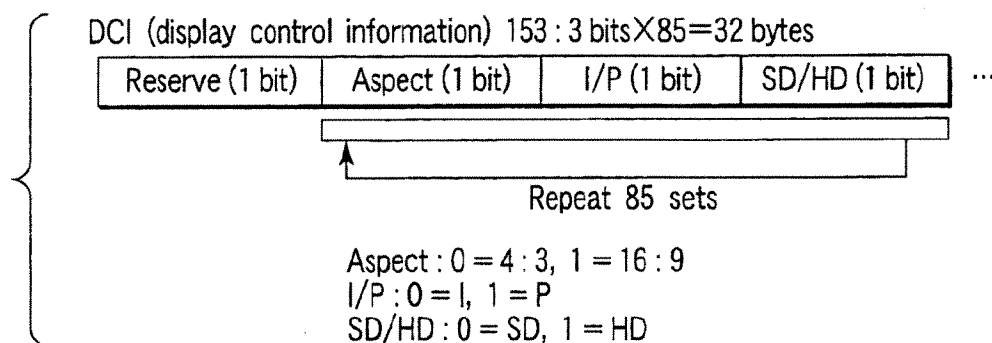 DCI (display control information) 153 : 3 bits×85=32 bytes
Reserve (1 bit) Aspect (1 bit) I/P (1 bit) SD/HD (1 bit) ...
Repeat 85 sets
Aspect : 0 = 4 : 3, 1 = 16 : 9
I/P : 0 = I, 1 = P
SD/HD : 0 = SD, 1 = HD